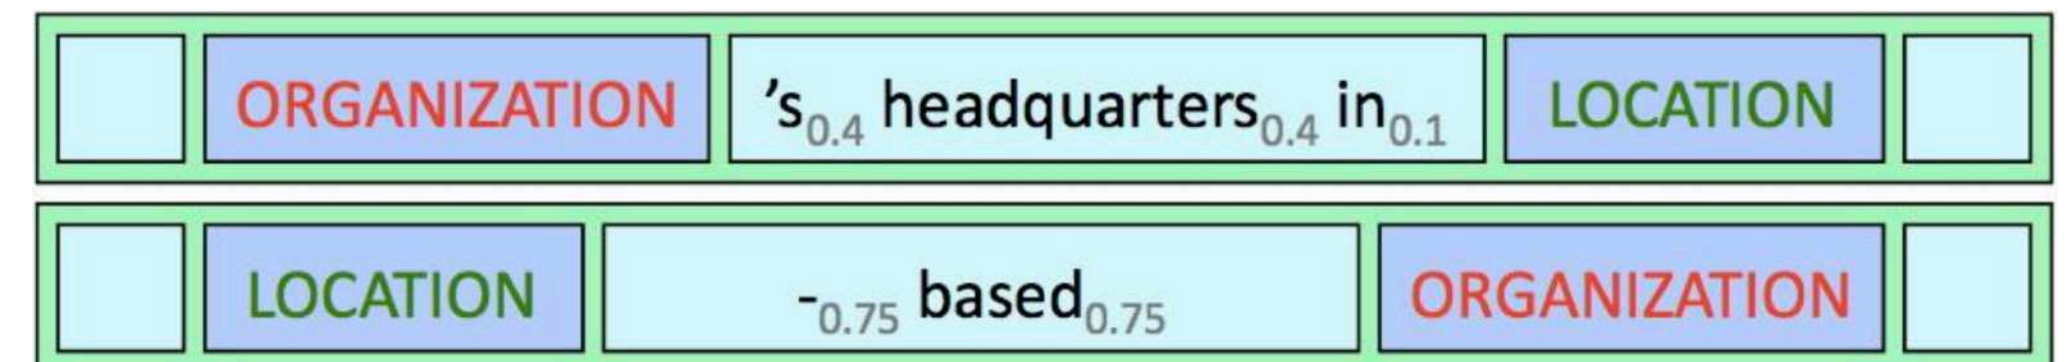 ORGANIZATION ’s0.4 headquarters0.4 in0.1 LOCATION
LOCATION -0.75 based0.75 ORGANIZATION